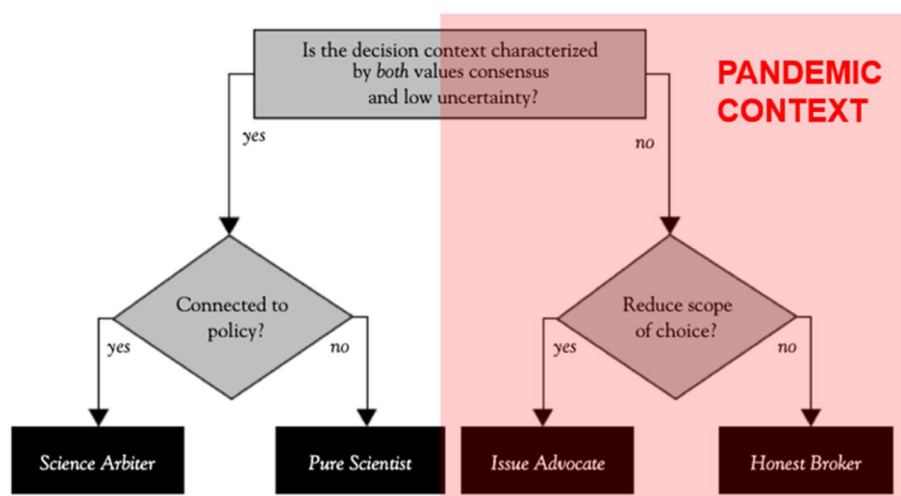 Is the decision context characterized
by both values consensus
and low uncertainty?
PANDEMIC
CONTEXT
yes
no
Connected to
policy?
Reduce scope
of choice?
yes
no
yes
no
Science Arbiter
Pure Scientist
Issue Advocate
Honest Broker